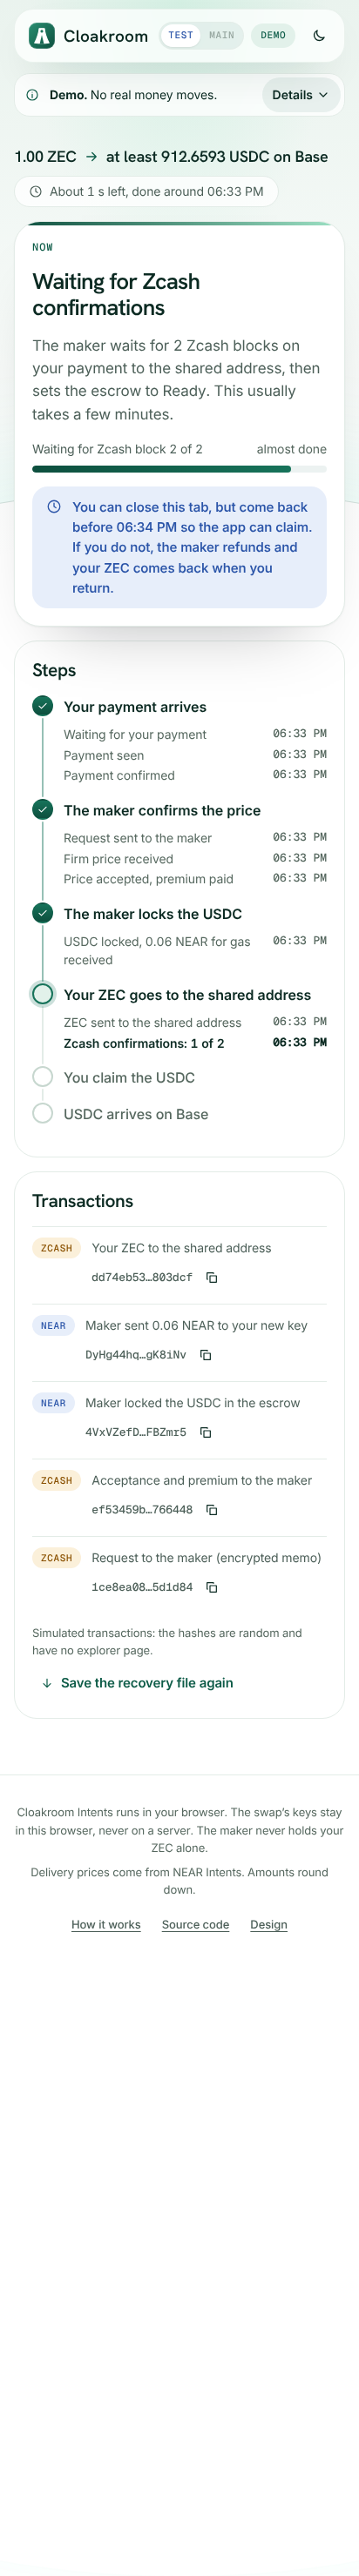 Cloakroom TEST MAIN DEMO
Demo. No real money moves. Details
1.00 ZEC → at least 912.6593 USDC on Base
About 1 s left, done around 06:33 PM
NOW
Waiting for Zcash
confirmations
The maker waits for 2 Zcash blocks on
your payment to the shared address, then
sets the escrow to Ready. This usually
takes a few minutes.
Waiting for Zcash block 2 of 2 almost done
You can close this tab, but come back
before 06:34 PM so the app can claim.
If you do not, the maker refunds and
your ZEC comes back when you
return.
Steps
Your payment arrives
Waiting for your payment 06:33 PM
Payment seen 06:33 PM
Payment confirmed 06:33 PM
The maker confirms the price
Request sent to the maker 06:33 PM
Firm price received 06:33 PM
Price accepted, premium paid 06:33 PM
The maker locks the USDC
USDC locked, 0.06 NEAR for gas 06:33 PM
received
Your ZEC goes to the shared address
ZEC sent to the shared address 06:33 PM
Zcash confirmations: 1 of 2 06:33 PM
You claim the USDC
USDC arrives on Base
Transactions
ZCASH Your ZEC to the shared address
dd74eb53…803dcf
NEAR Maker sent 0.06 NEAR to your new key
DyHg44hq…gK8iNv
NEAR Maker locked the USDC in the escrow
4VxVZefD…FBZmr5
ZCASH Acceptance and premium to the maker
ef53459b…766448
ZCASH Request to the maker (encrypted memo)
1ce8ea08…5d1d84
Simulated transactions: the hashes are random and
have no explorer page.
↓ Save the recovery file again
Cloakroom Intents runs in your browser. The swap's keys stay
in this browser, never on a server. The maker never holds your
ZEC alone.
Delivery prices come from NEAR Intents. Amounts round
down.
How it works Source code Design